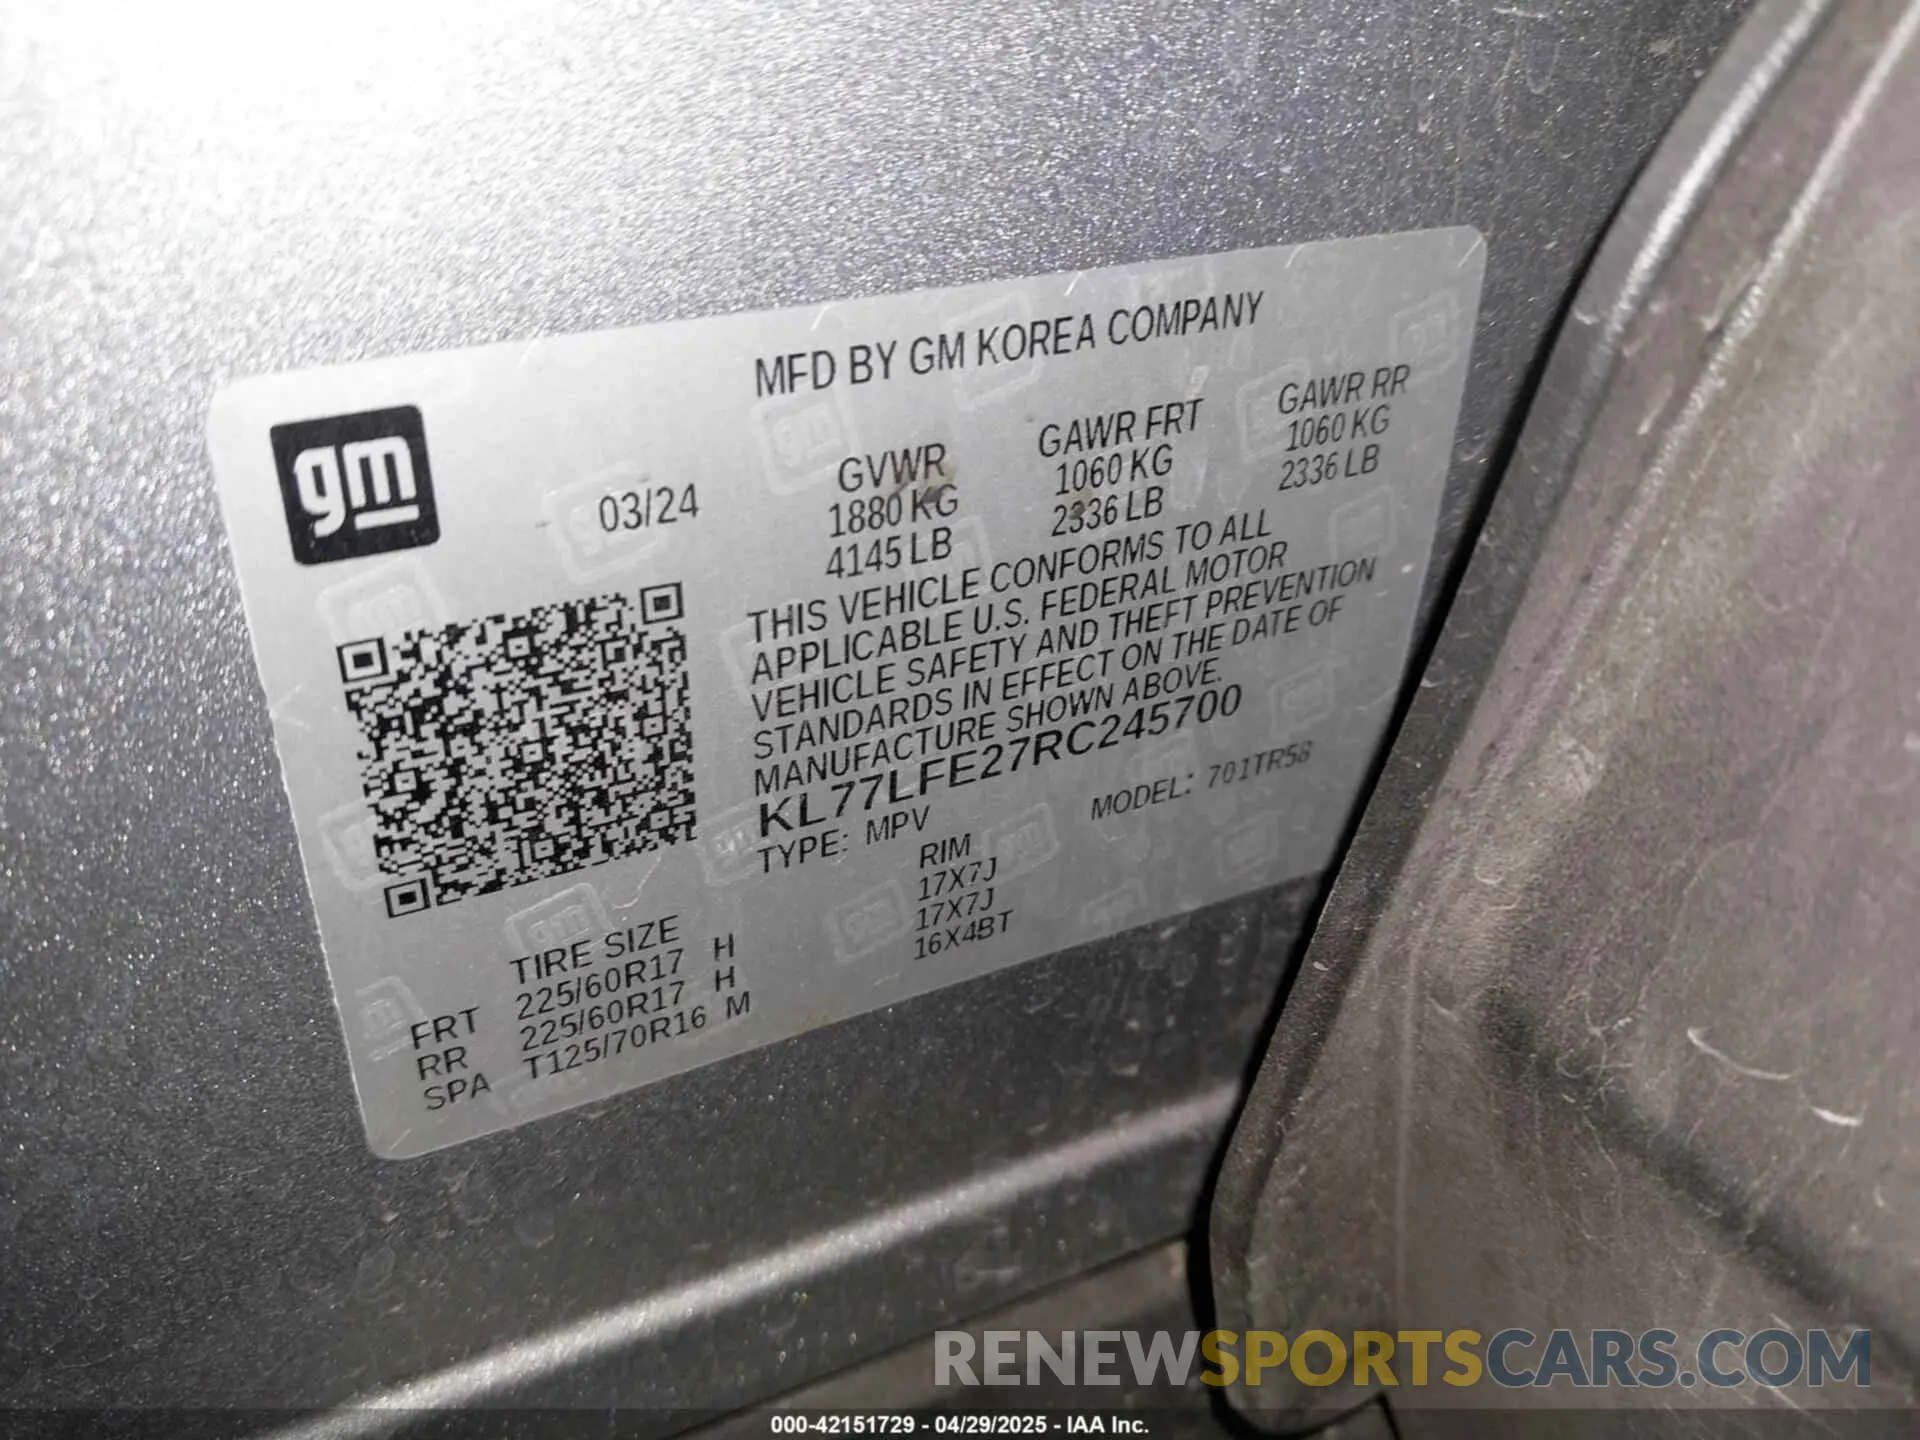 MFD BY GM KOREA COMPANY
gm
03/24
GVWR GAWR FRT GAWR RR
1880 KG 1060 KG 1060 KG
4145 LB 2336 LB 2336 LB
THIS VEHICLE CONFORMS TO ALL
APPLICABLE U.S. FEDERAL MOTOR
VEHICLE SAFETY AND THEFT PREVENTION
STANDARDS IN EFFECT ON THE DATE OF
MANUFACTURE SHOWN ABOVE.
KL77LFE27RC245700
TYPE: MPV MODEL: 701TR58
TIRE SIZE RIM
FRT 225/60R17 H 17X7J
RR 225/60R17 H 17X7J
SPA T125/70R16 M 16X4BT
RENEWSPORTSCARS.COM
000-42151729 - 04/29/2025 - IAA Inc.